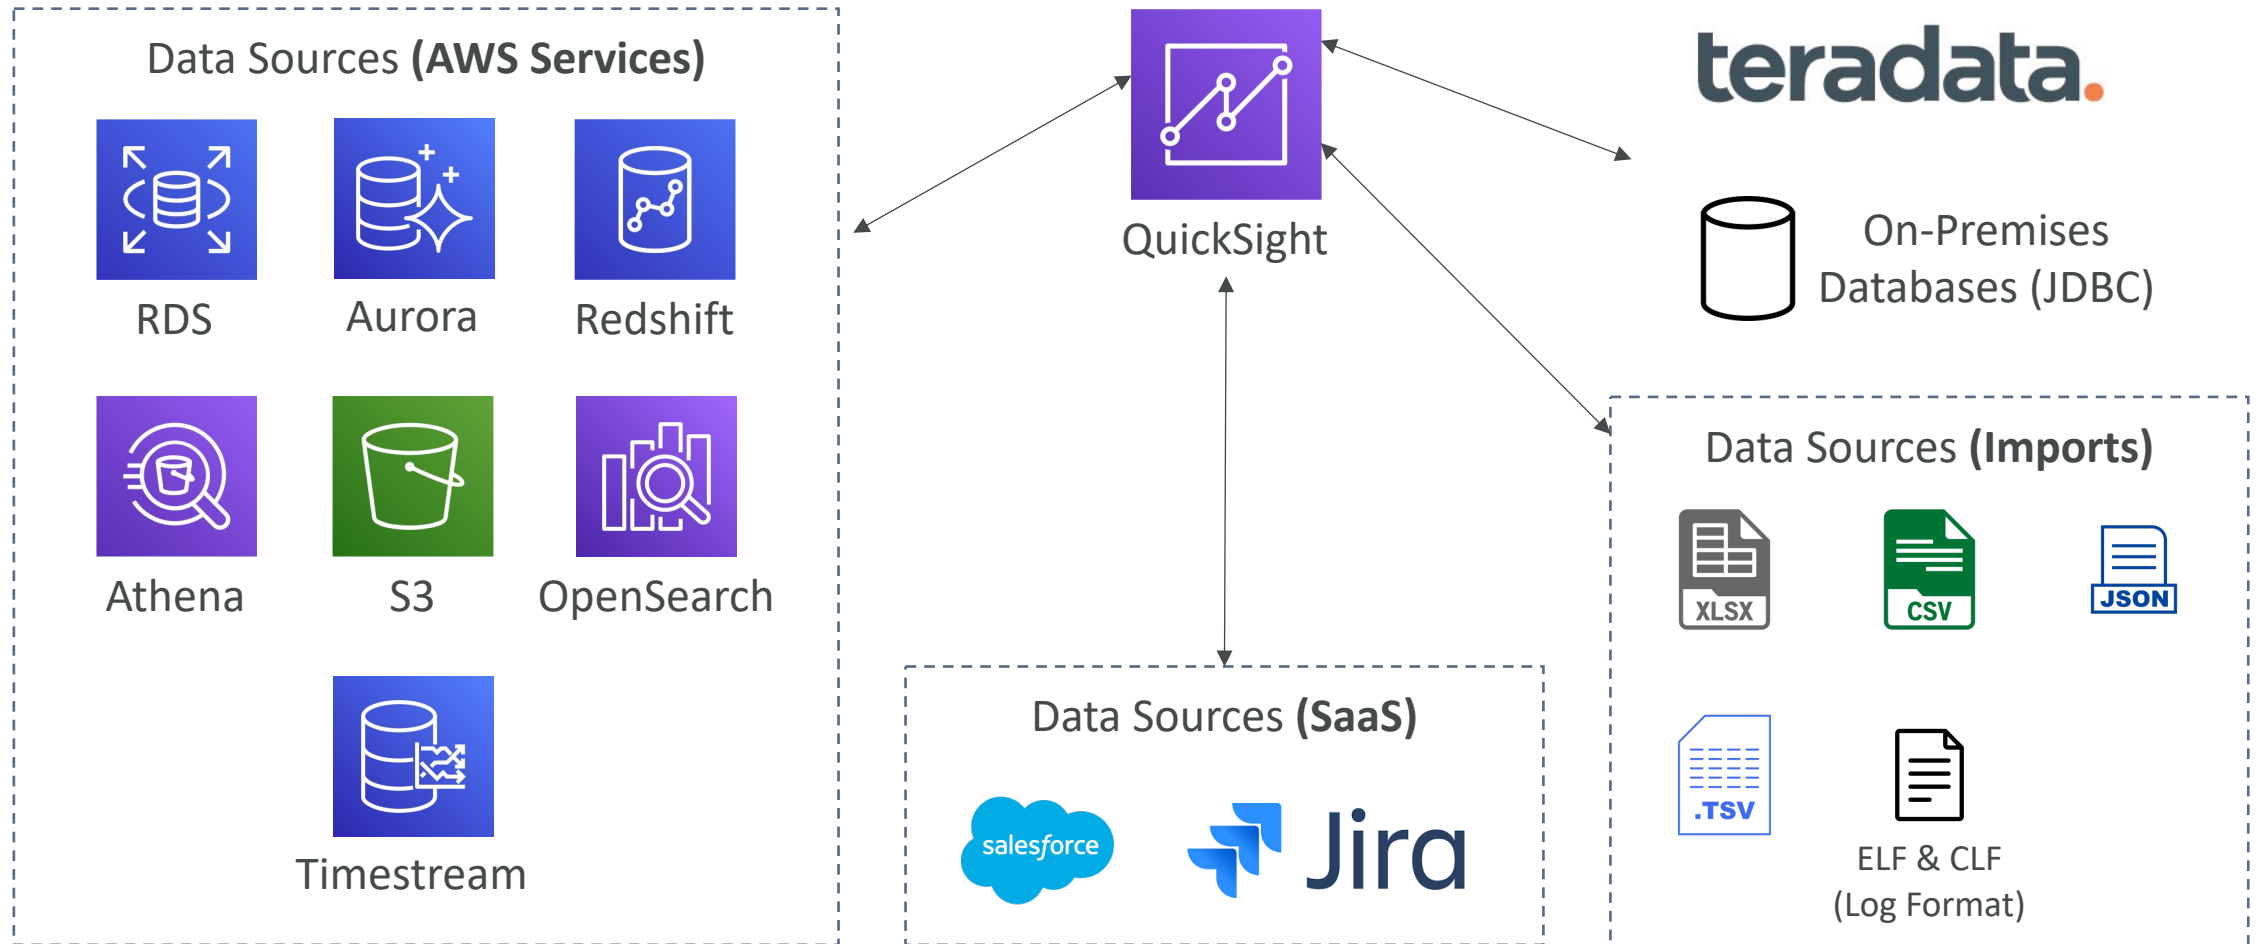 Data Sources (AWS Services)
RDS
Aurora
Redshift
Athena
S3
OpenSearch
Timestream
QuickSight
teradata.
On-Premises
Databases (JDBC)
Data Sources (SaaS)
salesforce
Jira
Data Sources (Imports)
XLSX
CSV
JSON
.TSV
ELF & CLF
(Log Format)